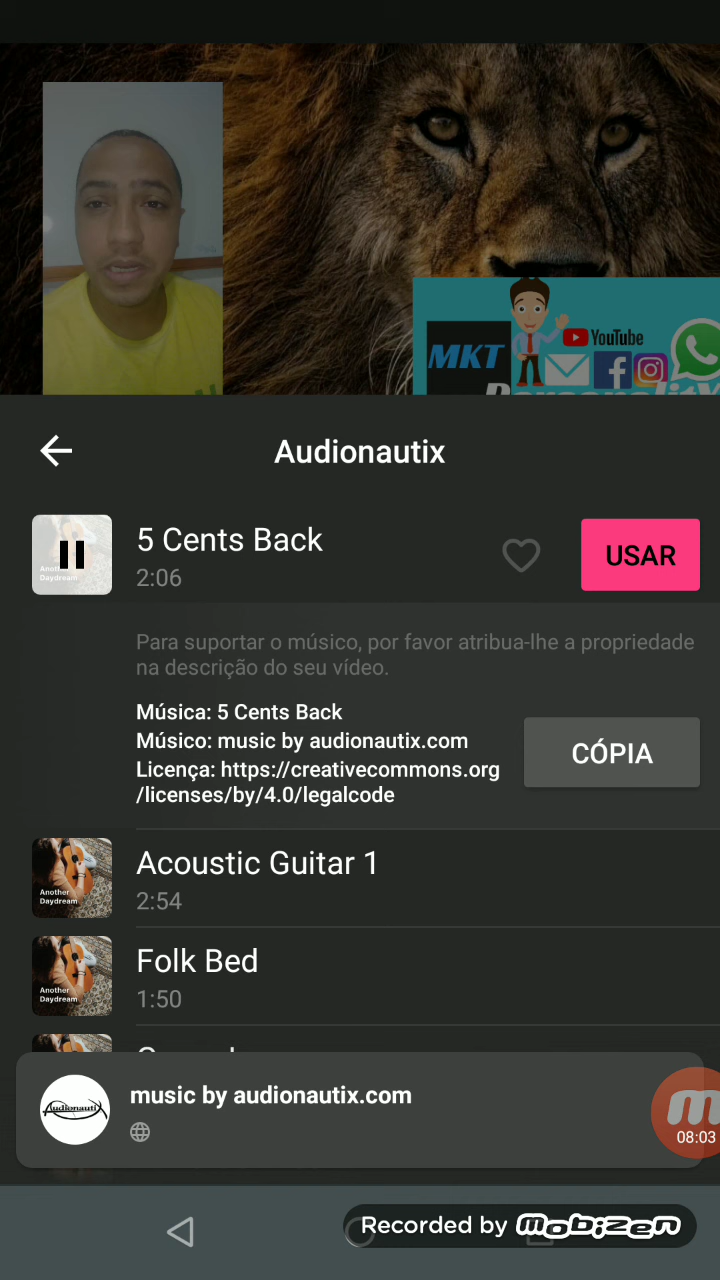 MKT
YouTube
Audionautix
5 Cents Back
2:06
USAR
Para suportar o músico, por favor atribua-lhe a propriedade
na descrição do seu vídeo.
Música: 5 Cents Back
Músico: music by audionautix.com
Licença: https://creativecommons.org
/licenses/by/4.0/legalcode
CÓPIA
Another
Daydream
Acoustic Guitar 1
2:54
Another
Daydream
Folk Bed
1:50
Audionautix
music by audionautix.com
08:03
Recorded by mobizen